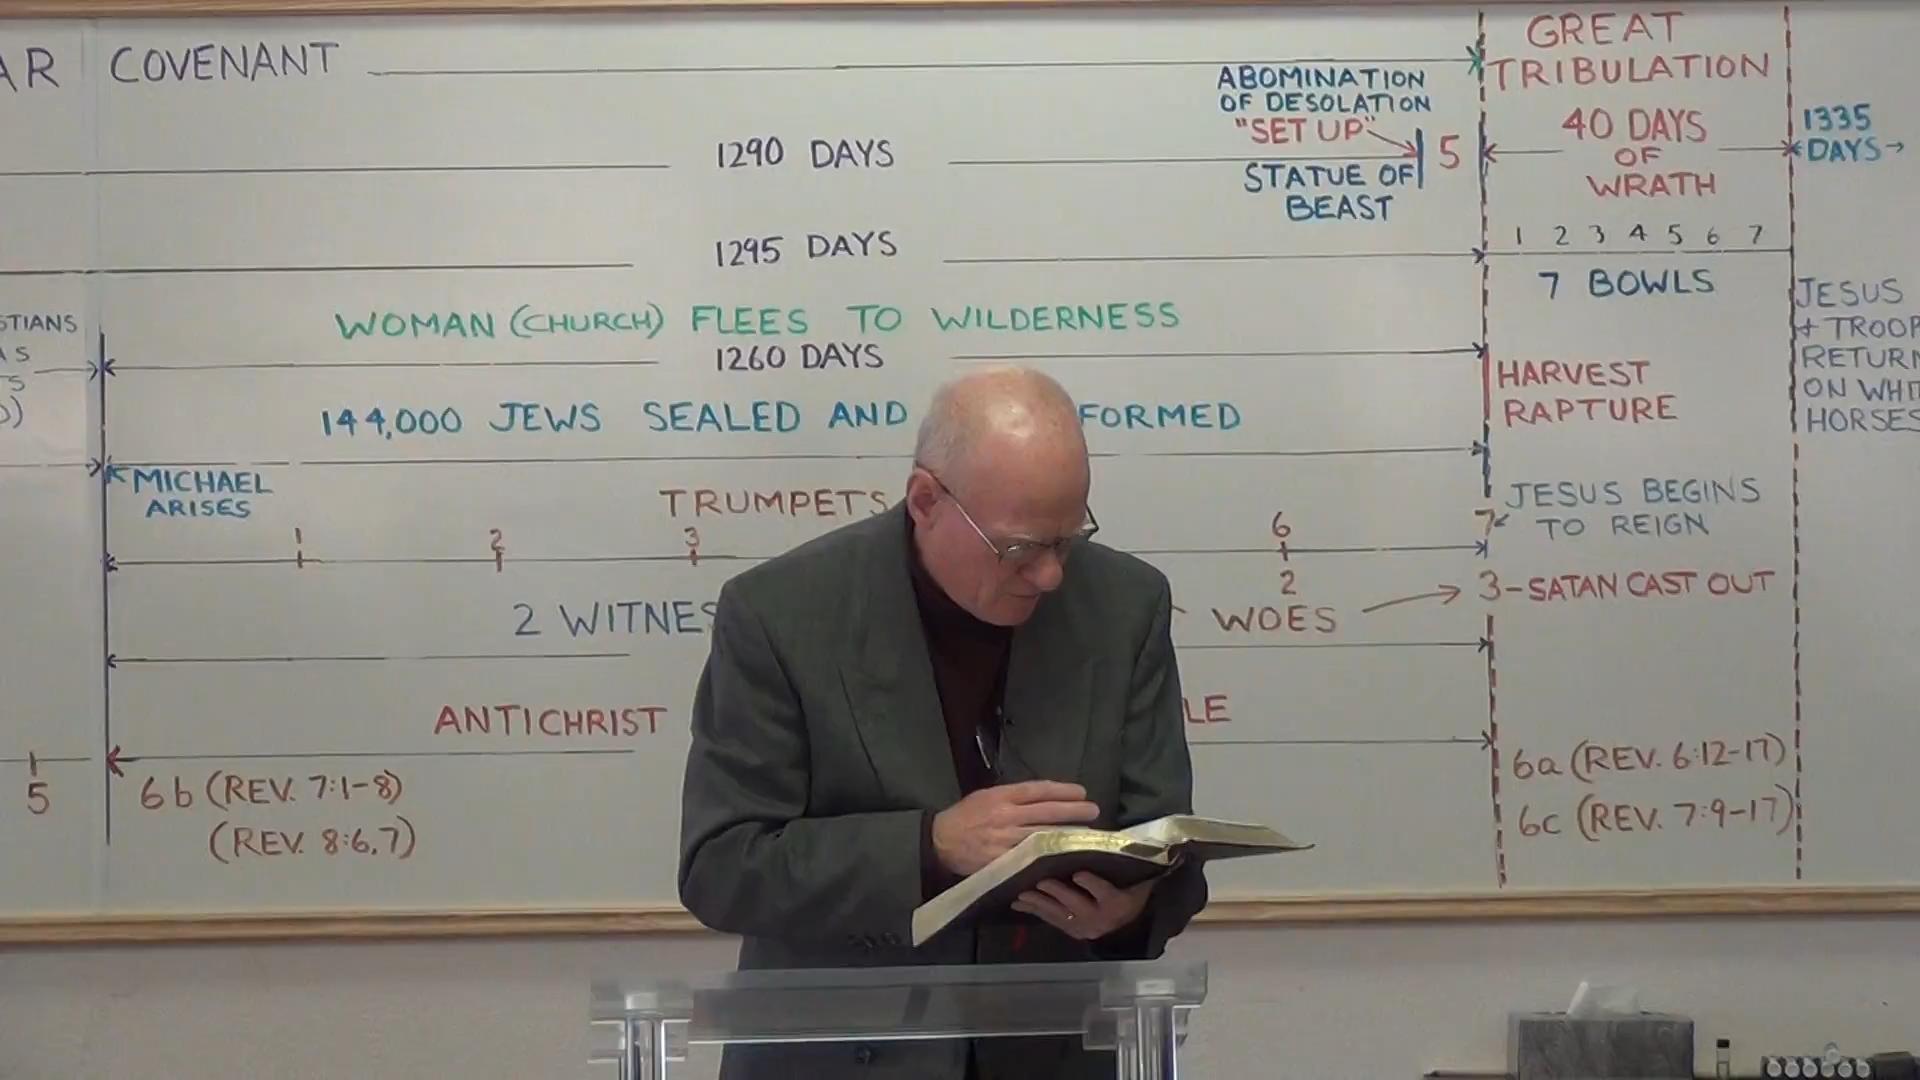 AR COVENANT
GREAT
TRIBULATION
ABOMINATION
OF DESOLATION
"SET UP"
STATUE OF
BEAST
5
40 DAYS
OF
WRATH
1335
DAYS→
1290 DAYS
1 2 3 4 5 6 7
1295 DAYS
7 BOWLS
JESUS
+ TROOP
RETURN
ON WHI
HORSES
STIANS
AS
TS
WOMAN (CHURCH) FLEES TO WILDERNESS
1260 DAYS
HARVEST
RAPTURE
144,000 JEWS SEALED AND FORMED
MICHAEL
ARISES
TRUMPETS
1 2 3 6 7
JESUS BEGINS
TO REIGN
2
2 WITNES
WOES → 3-SATAN CAST OUT
ANTICHRIST LE
5
6b (REV. 7:1-8)
(REV. 8:6,7)
6a (REV. 6:12-17)
6c (REV. 7:9-17)